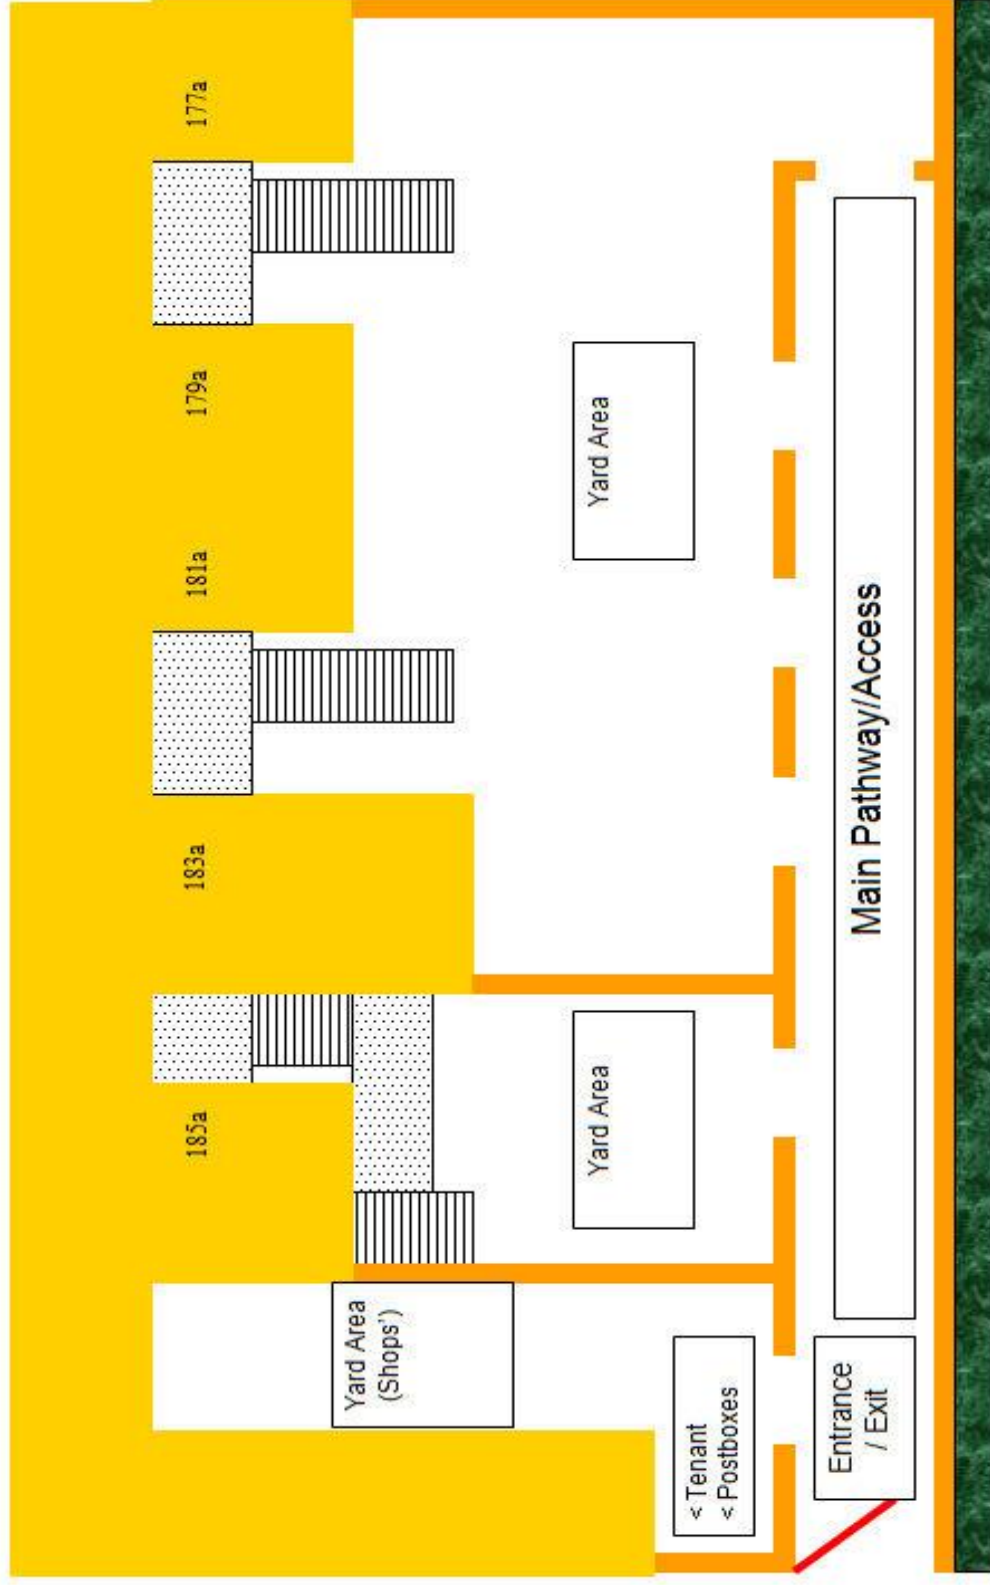 185a
183a
181a
179a
177a
Yard Area
(Shops')
Yard Area
Yard Area
< Tenant
< Postboxes
Entrance
/ Exit
Main Pathway/Access